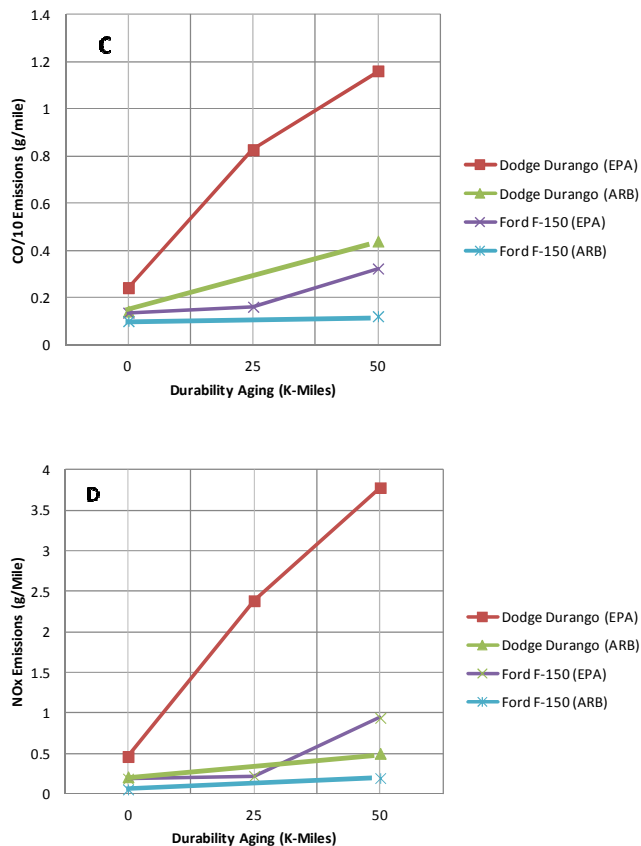 C
1.4
1.2
1
0.8
0.6
0.4
0.2
0
CO/10 Emissions (g/mile)
0 25 50
Durability Aging (K-Miles)
Dodge Durango (EPA)
Dodge Durango (ARB)
Ford F-150 (EPA)
Ford F-150 (ARB)
D
4
3.5
3
2.5
2
1.5
1
0.5
0
NOx Emissions (g/Mile)
0 25 50
Durability Aging (K-Miles)
Dodge Durango (EPA)
Dodge Durango (ARB)
Ford F-150 (EPA)
Ford F-150 (ARB)